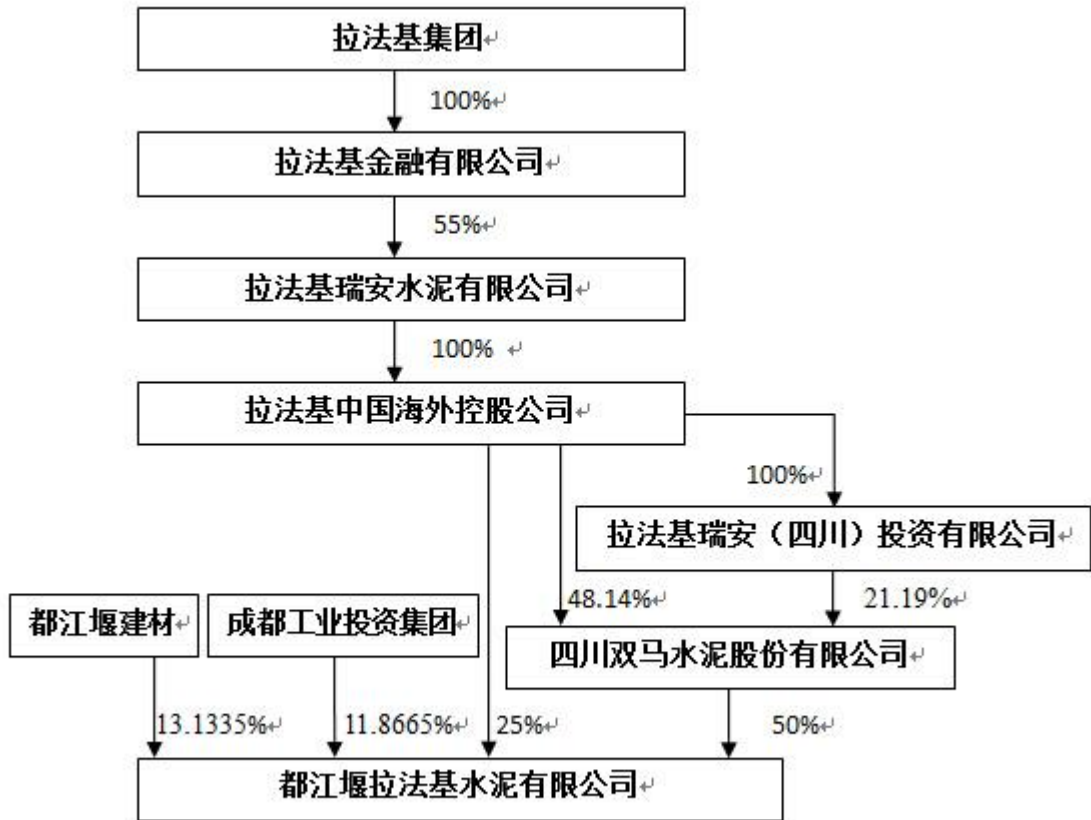 拉法基集团
100%
拉法基金融有限公司
55%
拉法基瑞安水泥有限公司
100%
拉法基中国海外控股公司
100%
拉法基瑞安（四川）投资有限公司
48.14%
21.19%
都江堰建材
成都工业投资集团
四川双马水泥股份有限公司
13.1335%
11.8665%
25%
50%
都江堰拉法基水泥有限公司